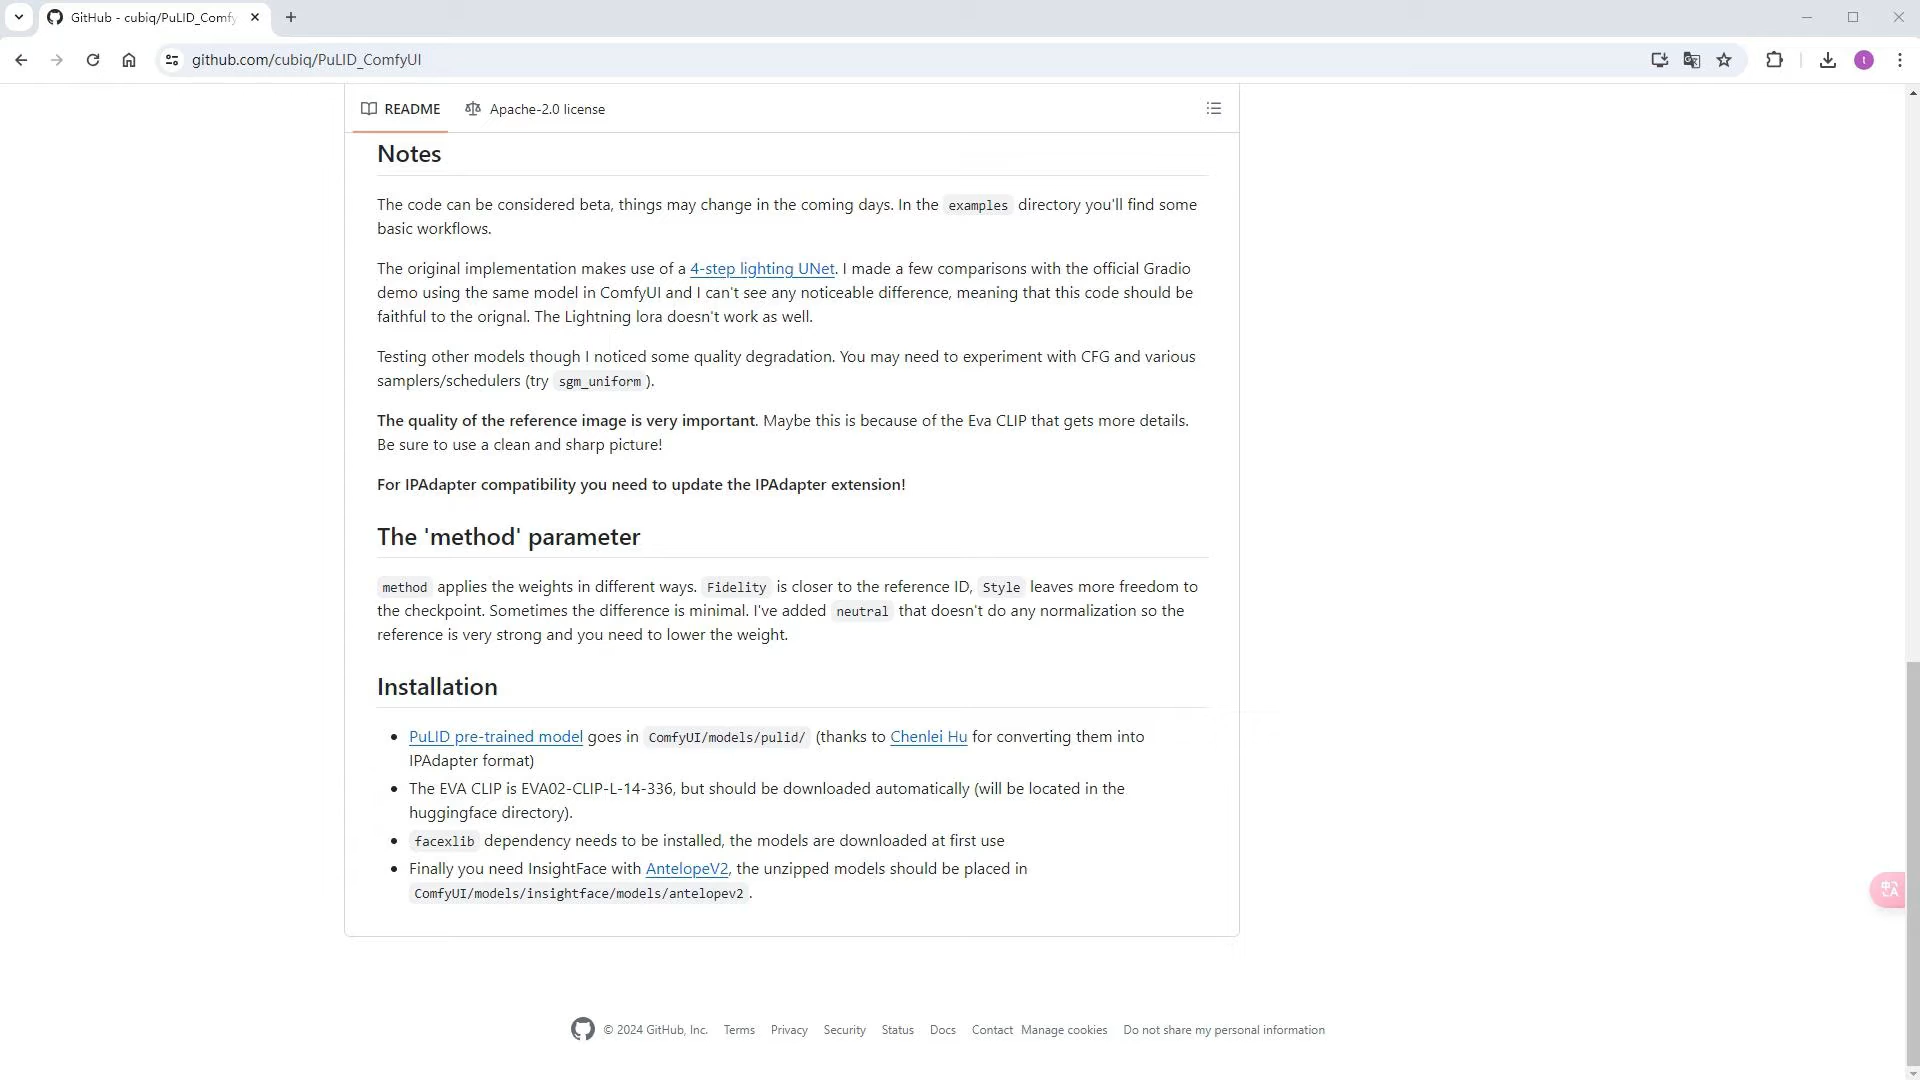 GitHub - cubiq/PuLID_Comfy
github.com/cubiq/PuLID_ComfyUI
t
README
Apache-2.0 license
Notes
The code can be considered beta, things may change in the coming days. In the examples directory you'll find some
basic workflows.
The original implementation makes use of a 4-step lighting UNet. I made a few comparisons with the official Gradio
demo using the same model in ComfyUI and I can't see any noticeable difference, meaning that this code should be
faithful to the orignal. The Lightning lora doesn't work as well.
Testing other models though I noticed some quality degradation. You may need to experiment with CFG and various
samplers/schedulers (try sgm_uniform ).
The quality of the reference image is very important. Maybe this is because of the Eva CLIP that gets more details.
Be sure to use a clean and sharp picture!
For IPAdapter compatibility you need to update the IPAdapter extension!
The 'method' parameter
method applies the weights in different ways. Fidelity is closer to the reference ID, Style leaves more freedom to
the checkpoint. Sometimes the difference is minimal. I've added neutral that doesn't do any normalization so the
reference is very strong and you need to lower the weight.
Installation
• PuLID pre-trained model goes in ComfyUI/models/pulid/ (thanks to Chenlei Hu for converting them into
IPAdapter format)
• The EVA CLIP is EVA02-CLIP-L-14-336, but should be downloaded automatically (will be located in the
huggingface directory).
• facexlib dependency needs to be installed, the models are downloaded at first use
• Finally you need InsightFace with AntelopeV2, the unzipped models should be placed in
ComfyUI/models/insightface/models/antelopev2 .
© 2024 GitHub, Inc. Terms Privacy Security Status Docs Contact Manage cookies Do not share my personal information